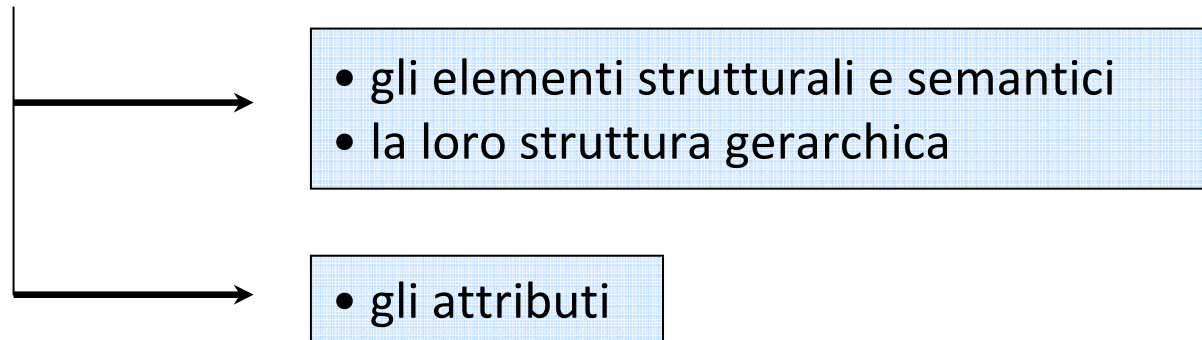 • gli elementi strutturali e semantici
• la loro struttura gerarchica
• gli attributi